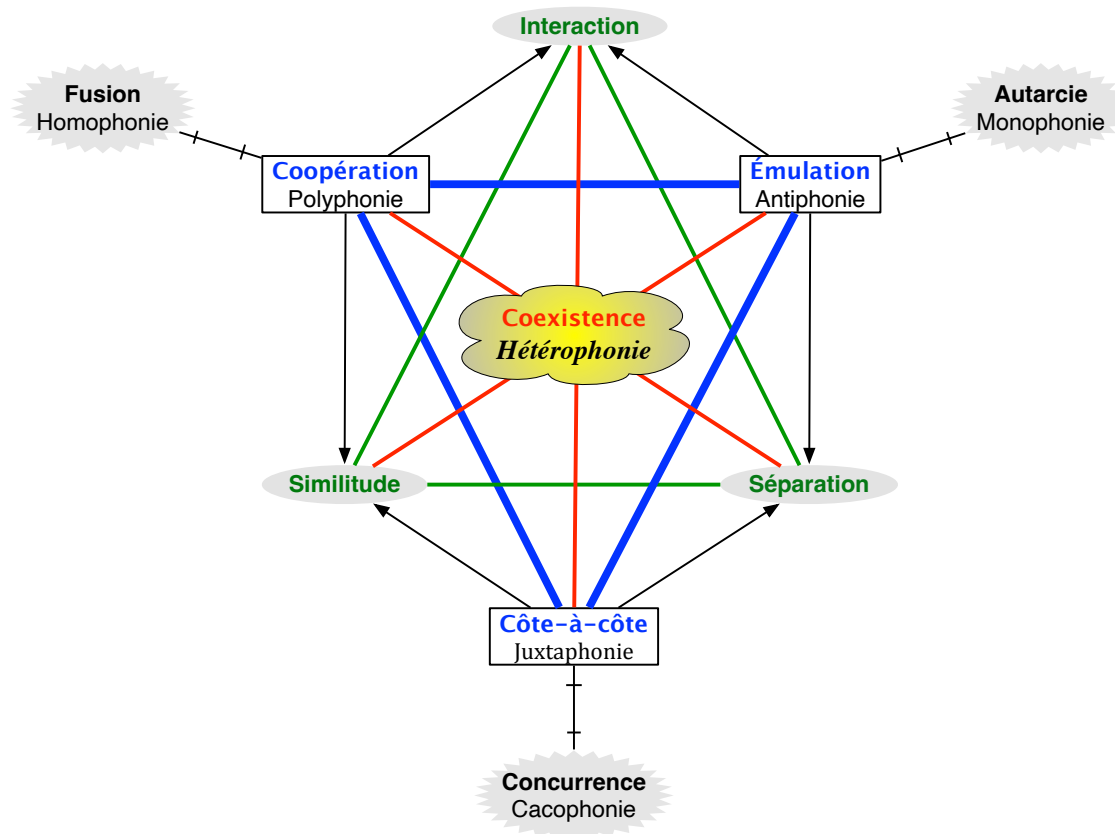 Interaction
Fusion
Homophonie
Autarcie
Monophonie
Coopération
Polyphonie
Émulation
Antiphonie
Coexistence
Hétérophonie
Similitude
Séparation
Côte-à-côte
Juxtaphonie
Concurrence
Cacophonie